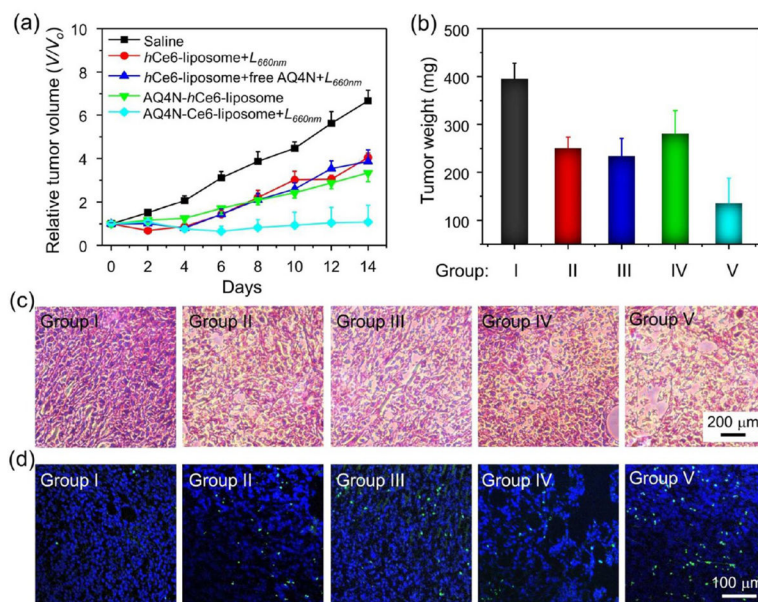 (a)
Relative tumor volume (V/Vo)
10
8
6
4
2
0
Saline
hCe6-liposome+L660nm
hCe6-liposome+free AQ4N+L660nm
AQ4N-hCe6-liposome
AQ4N-Ce6-liposome+L660nm
0 2 4 6 8 10 12 14
Days
(b)
Tumor weight (mg)
400
300
200
100
Group: I II III IV V
(c)
Group I Group II Group III Group IV Group V
200 μm
(d)
Group I Group II Group III Group IV Group V
100 μm